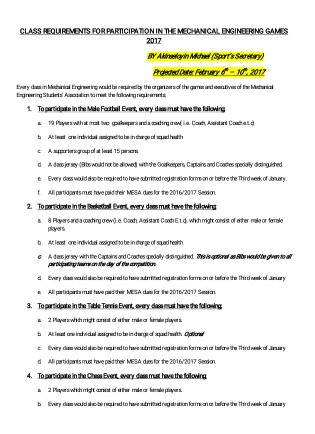 CLASS REQUIREMENTS FOR PARTICIPATION IN THE MECHANICAL ENGINEERING GAMES
2017
BY Akinselayin Michael (Sport's Secretary)
Projected Date: February 6th – 10th, 2017
Every class in Mechanical Engineering would be required by the organizers of the games and executives of the Mechanical
Engineering Students' Association to meet the following requirements;
1. To participate in the Male Football Event, every class must have the following;
a. 19 Players with at most two goalkeepers and a coaching crew( i.e. Coach, Assistant Coach e.t.c)
b. At least one individual assigned to be in charge of squad health
c. A supporters group of at least 15 persons.
d. A class jersey (Bibs would not be allowed) with the Goalkeepers, Captains and Coaches specially distinguished.
e. Every class would also be required to have submitted registration forms on or before the Third week of January.
f. All participants must have paid their MESA dues for the 2016/2017 Session.
2. To participate in the Basketball Event, every class must have the following;
a. 8 Players and a coaching crew( i.e. Coach, Assistant Coach E.t.c), which might consist of either male or female
players.
b. At least one individual assigned to be in charge of squad health
c. A class jersey with the Captains and Coaches specially distinguished. This is optional as Bibs would be given to all
participating teams on the day of the competition.
d. Every class would also be required to have submitted registration forms on or before the Third week of January
e. All participants must have paid their MESA dues for the 2016/2017 Session.
3. To participate in the Table Tennis Event, every class must have the following;
a. 2 Players which might consist of either male or female players.
b. At least one individual assigned to be in charge of squad health. Optional
c. Every class would also be required to have submitted registration forms on or before the Third week of January
d. All participants must have paid their MESA dues for the 2016/2017 Session.
4. To participate in the Chess Event, every class must have the following;
a. 2 Players which might consist of either male or female players.
b. Every class would also be required to have submitted registration forms on or before the Third week of January